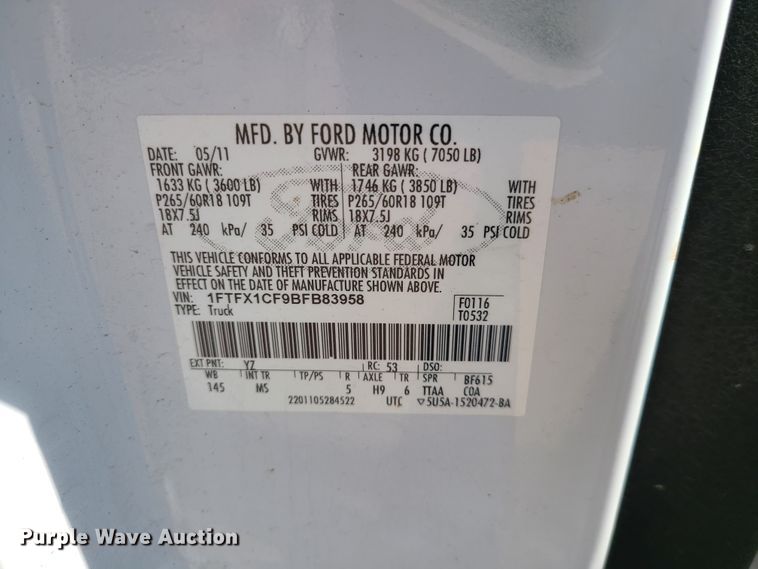 MFD. BY FORD MOTOR CO.
DATE: 05/11 GVWR: 3198 KG ( 7050 LB)
FRONT GAWR: REAR GAWR:
1633 KG ( 3600 LB) WITH 1746 KG ( 3850 LB) WITH
P265/60R18 109T TIRES P265/60R18 109T TIRES
18X7.5J RIMS 18X7.5J RIMS
AT 240 kPa/ 35 PSI COLD AT 240 kPa/ 35 PSI COLD
Ford
THIS VEHICLE CONFORMS TO ALL APPLICABLE FEDERAL MOTOR
VEHICLE SAFETY AND THEFT PREVENTION STANDARDS IN
EFFECT ON THE DATE OF MANUFACTURE SHOWN ABOVE.
VIN: 1FTFX1CF9BFB83958 F0116
TYPE: Truck T0532
EXT PNT: YZ RC: 53 DSO:
WB INT TR TP/PS R AXLE TR SPR BF615
145 MS 5 H9 6 TTAA COA
2201105284522 UTC ▽5U5A-1520472-BA
Purple Wave Auction